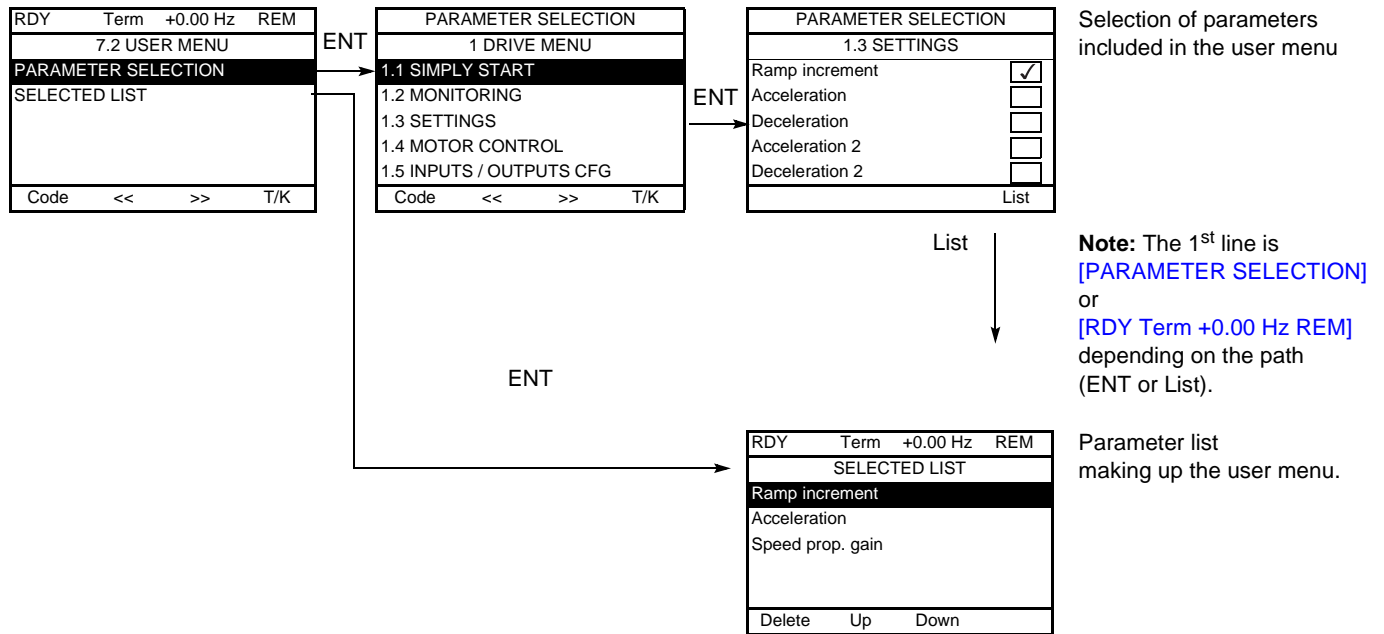 RDY Term +0.00 Hz REM
7.2 USER MENU
PARAMETER SELECTION
SELECTED LIST
Code << >> T/K
ENT
PARAMETER SELECTION
1 DRIVE MENU
1.1 SIMPLY START
1.2 MONITORING
1.3 SETTINGS
1.4 MOTOR CONTROL
1.5 INPUTS / OUTPUTS CFG
Code << >> T/K
ENT
PARAMETER SELECTION
1.3 SETTINGS
Ramp increment ✓
Acceleration
Deceleration
Acceleration 2
Deceleration 2
List
Selection of parameters
included in the user menu
List
Note: The 1st line is
[PARAMETER SELECTION]
or
[RDY Term +0.00 Hz REM]
depending on the path
(ENT or List).
ENT
RDY Term +0.00 Hz REM
SELECTED LIST
Ramp increment
Acceleration
Speed prop. gain
Delete Up Down
Parameter list
making up the user menu.